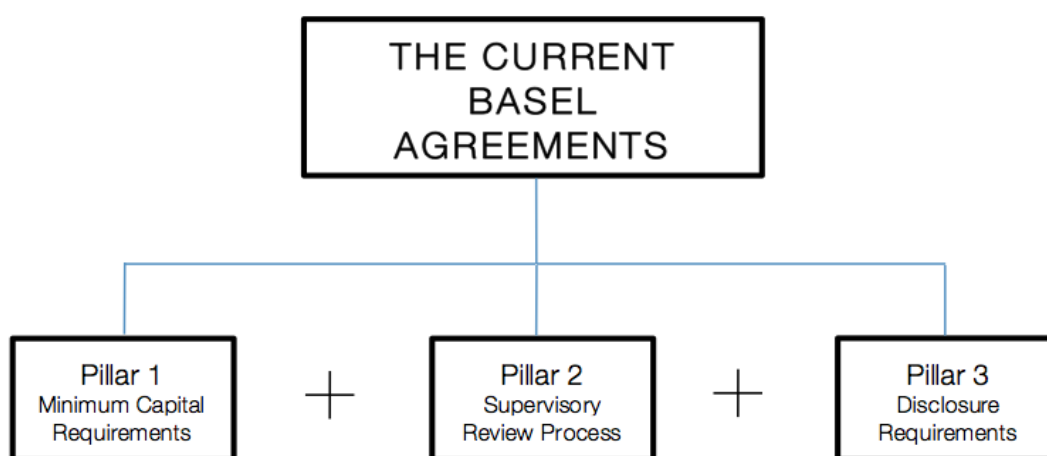 THE CURRENT
BASEL
AGREEMENTS
Pillar 1
Minimum Capital
Requirements
+
Pillar 2
Supervisory
Review Process
+
Pillar 3
Disclosure
Requirements